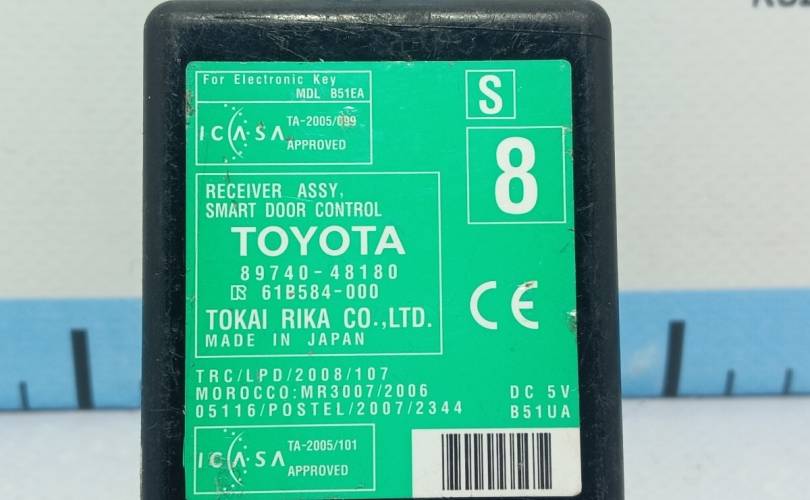 For Electronic Key
MDL B51EA
ICASA
TA-2005/099
APPROVED
S
8
RECEIVER ASSY,
SMART DOOR CONTROL
TOYOTA
89740-48180
61B584-000
TOKAI RIKA CO.,LTD.
MADE IN JAPAN
CE
TRC/LPD/2008/107
MOROCCO:MR3007/2006
05116/POSTEL/2007/2344
DC 5V
B51UA
ICASA
TA-2005/101
APPROVED